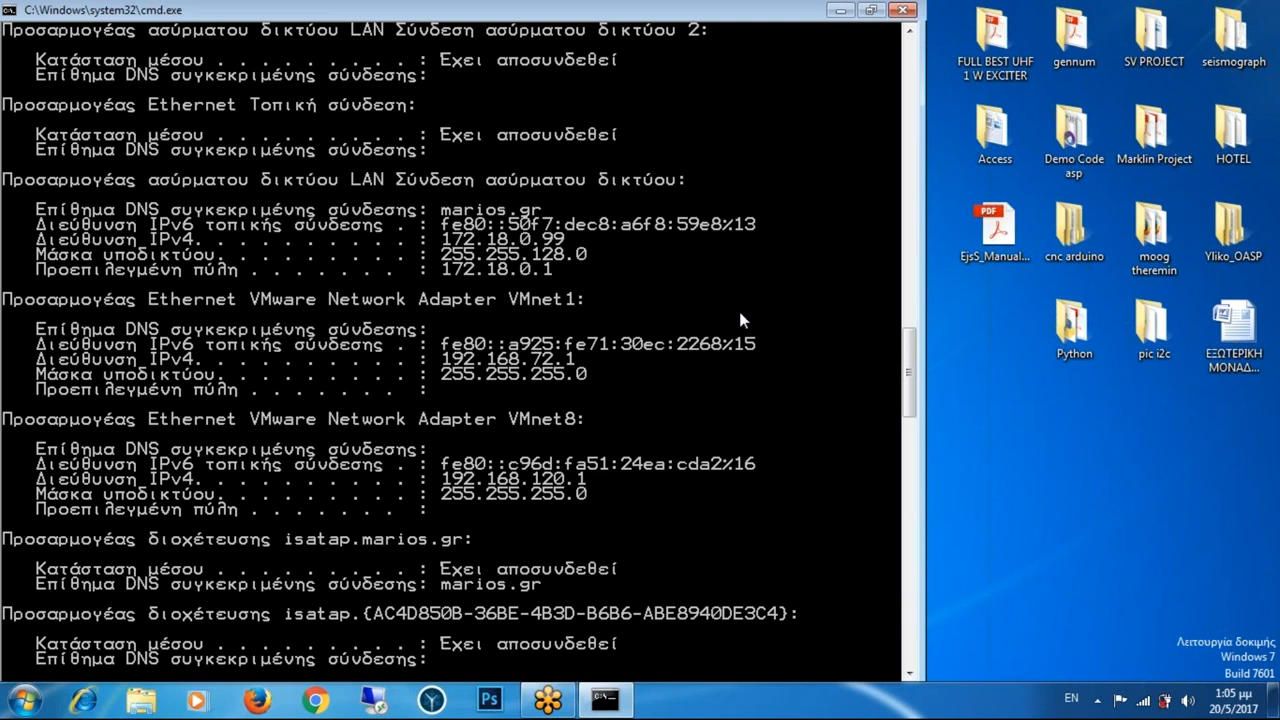 C:\Windows\system32\cmd.exe
Προσαρμογέας ασύρματου δικτύου LAN Σύνδεση ασύρματου δικτύου 2:
Κατάσταση μέσου . . . . . . . . . . : Έχει αποσυνδεθεί
Επίθημα DNS συγκεκριμένης σύνδεσης:
Προσαρμογέας Ethernet Τοπική σύνδεση:
Κατάσταση μέσου . . . . . . . . . . : Έχει αποσυνδεθεί
Επίθημα DNS συγκεκριμένης σύνδεσης:
Προσαρμογέας ασύρματου δικτύου LAN Σύνδεση ασύρματου δικτύου:
Επίθημα DNS συγκεκριμένης σύνδεσης: marios.gr
Διεύθυνση IPv6 τοπικής σύνδεσης . : fe80::50f7:dec8:a6f8:59e8%13
Διεύθυνση IPv4. . . . . . . . . . : 172.18.0.99
Μάσκα υποδικτύου. . . . . . . . . : 255.255.128.0
Προεπιλεγμένη πύλη . . . . . . . : 172.18.0.1
Προσαρμογέας Ethernet VMware Network Adapter VMnet1:
Επίθημα DNS συγκεκριμένης σύνδεσης:
Διεύθυνση IPv6 τοπικής σύνδεσης . : fe80::a925:fe71:30ec:2268%15
Διεύθυνση IPv4. . . . . . . . . . : 192.168.72.1
Μάσκα υποδικτύου. . . . . . . . . : 255.255.255.0
Προεπιλεγμένη πύλη . . . . . . . :
Προσαρμογέας Ethernet VMware Network Adapter VMnet8:
Επίθημα DNS συγκεκριμένης σύνδεσης:
Διεύθυνση IPv6 τοπικής σύνδεσης . : fe80::c96d:fa51:24ea:cda2%16
Διεύθυνση IPv4. . . . . . . . . . : 192.168.120.1
Μάσκα υποδικτύου. . . . . . . . . : 255.255.255.0
Προεπιλεγμένη πύλη . . . . . . . :
Προσαρμογέας διοχέτευσης isatap.marios.gr:
Κατάσταση μέσου . . . . . . . . . . : Έχει αποσυνδεθεί
Επίθημα DNS συγκεκριμένης σύνδεσης: marios.gr
Προσαρμογέας διοχέτευσης isatap.{AC4D850B-36BE-4B3D-B6B6-ABE8940DE3C4}:
Κατάσταση μέσου . . . . . . . . . . : Έχει αποσυνδεθεί
Επίθημα DNS συγκεκριμένης σύνδεσης:
FULL BEST UHF
1 W EXCITER
gennum
SV PROJECT
seismograph
Access
Demo Code
asp
Marklin Project
HOTEL
PDF
EjsS_Manual...
cnc arduino
moog
theremin
Yliko_OASP
Python
pic i2c
ΕΞΩΤΕΡΙΚΗ
ΜΟΝΑΔ...
Λειτουργία δοκιμής
Windows 7
Build 7601
Ps
EN
1:05 μμ
20/5/2017